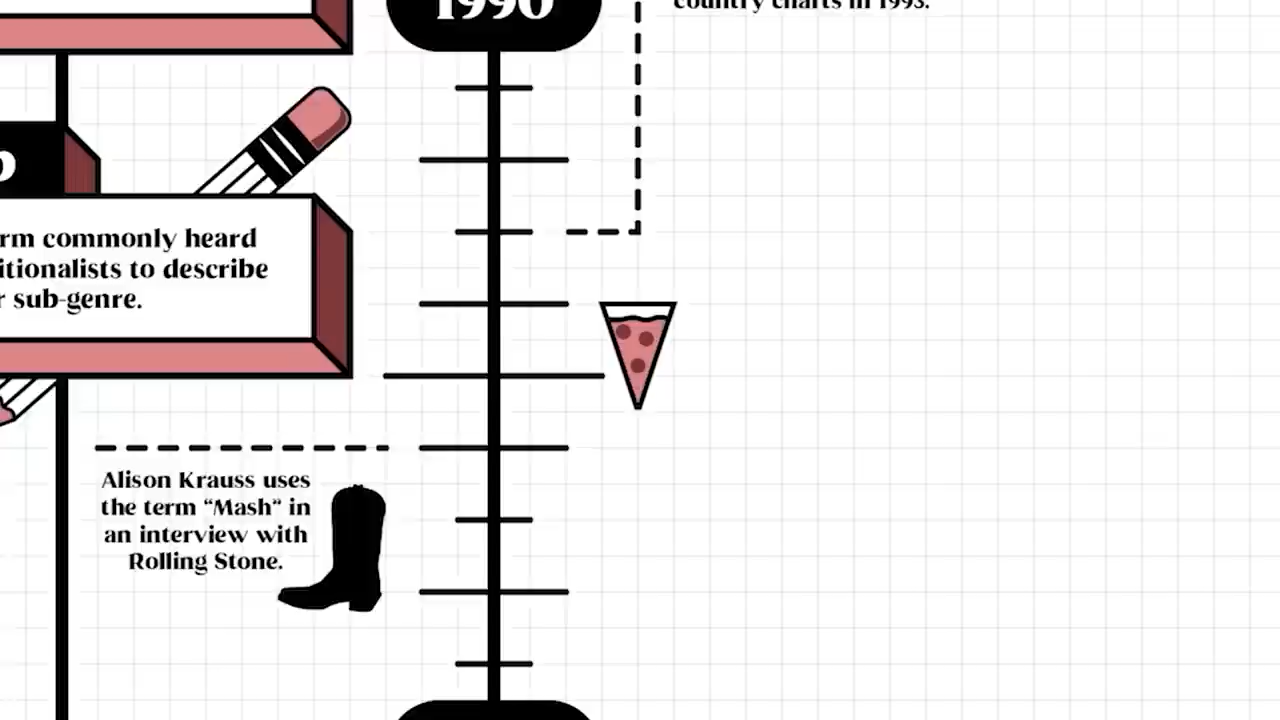 1990
country charts in 1993.
rm commonly heard
itionalists to describe
r sub-genre.
Alison Krauss uses
the term “Mash” in
an interview with
Rolling Stone.